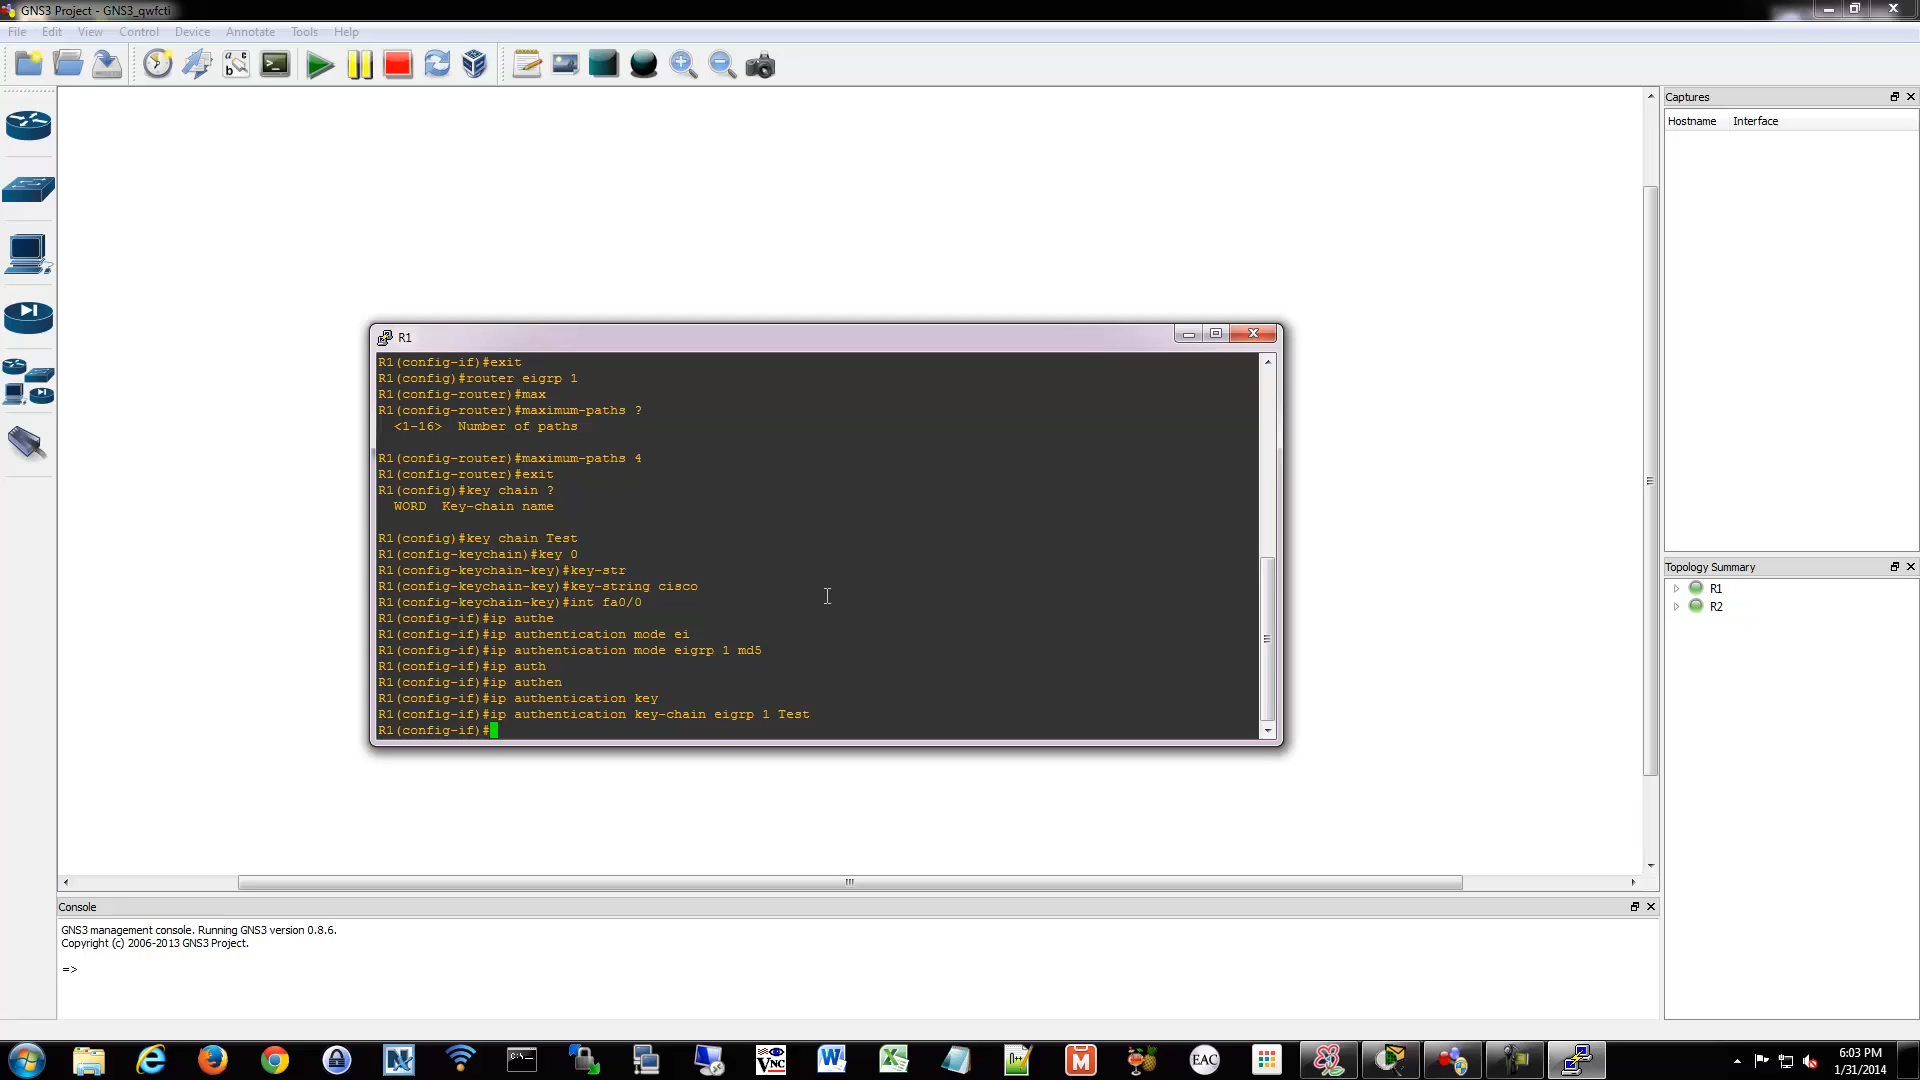 GNS3 Project - GNS3_qwfcti
File Edit View Control Device Annotate Tools Help
Captures
Hostname Interface
R1
R1(config-if)#exit
R1(config)#router eigrp 1
R1(config-router)#max
R1(config-router)#maximum-paths ?
<1-16>  Number of paths
R1(config-router)#maximum-paths 4
R1(config-router)#exit
R1(config)#key chain ?
WORD  Key-chain name
R1(config)#key chain Test
R1(config-keychain)#key 0
R1(config-keychain-key)#key-str
R1(config-keychain-key)#key-string cisco
R1(config-keychain-key)#int fa0/0
R1(config-if)#ip authe
R1(config-if)#ip authentication mode ei
R1(config-if)#ip authentication mode eigrp 1 md5
R1(config-if)#ip auth
R1(config-if)#ip authen
R1(config-if)#ip authentication key
R1(config-if)#ip authentication key-chain eigrp 1 Test
R1(config-if)#
Topology Summary
R1
R2
Console
GNS3 management console. Running GNS3 version 0.8.6.
Copyright (c) 2006-2013 GNS3 Project.
=>
VNC
EAC
6:03 PM
1/31/2014